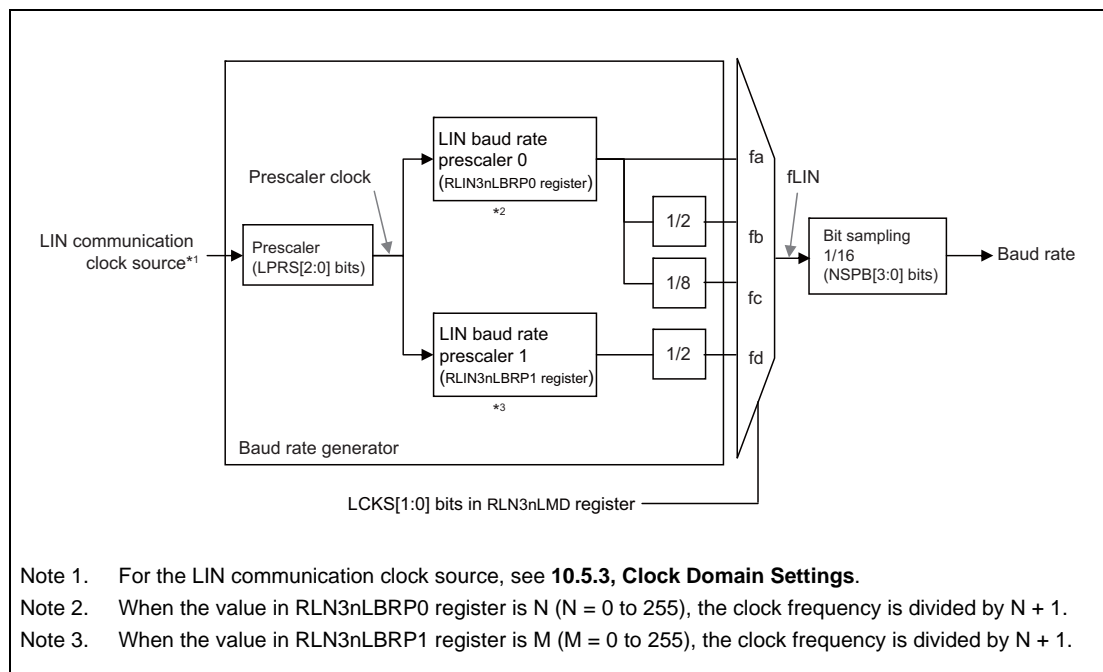 LIN baud rate
prescaler 0
(RLIN3nLBRP0 register)
*2
fa
Prescaler clock
fLIN
1/2
fb
LIN communication
clock source*1
Prescaler
(LPRS[2:0] bits)
Bit sampling
1/16
(NSPB[3:0] bits)
Baud rate
1/8
fc
LIN baud rate
prescaler 1
(RLIN3nLBRP1 register)
*3
1/2
fd
Baud rate generator
LCKS[1:0] bits in RLN3nLMD register
Note 1. For the LIN communication clock source, see 10.5.3, Clock Domain Settings.
Note 2. When the value in RLN3nLBRP0 register is N (N = 0 to 255), the clock frequency is divided by N + 1.
Note 3. When the value in RLN3nLBRP1 register is M (M = 0 to 255), the clock frequency is divided by N + 1.